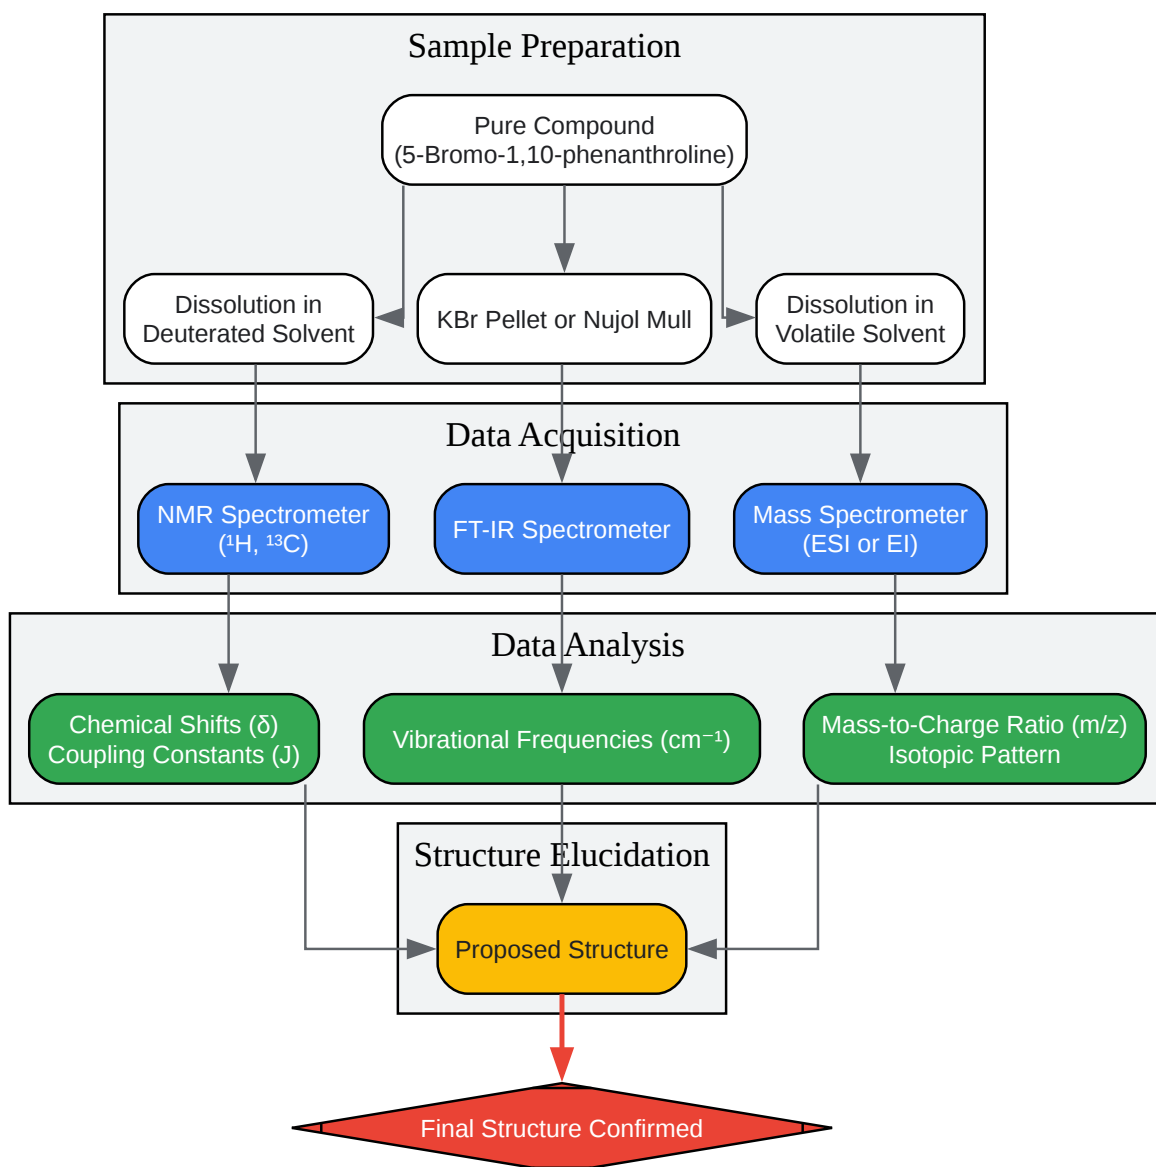 Sample Preparation
Pure Compound
(5-Bromo-1,10-phenanthroline)
Dissolution in
Deuterated Solvent
KBr Pellet or Nujol Mull
Dissolution in
Volatile Solvent
Data Acquisition
NMR Spectrometer
(¹H, ¹³C)
FT-IR Spectrometer
Mass Spectrometer
(ESI or EI)
Data Analysis
Chemical Shifts (δ)
Coupling Constants (J)
Vibrational Frequencies (cm⁻¹)
Mass-to-Charge Ratio (m/z)
Isotopic Pattern
Structure Elucidation
Proposed Structure
Final Structure Confirmed